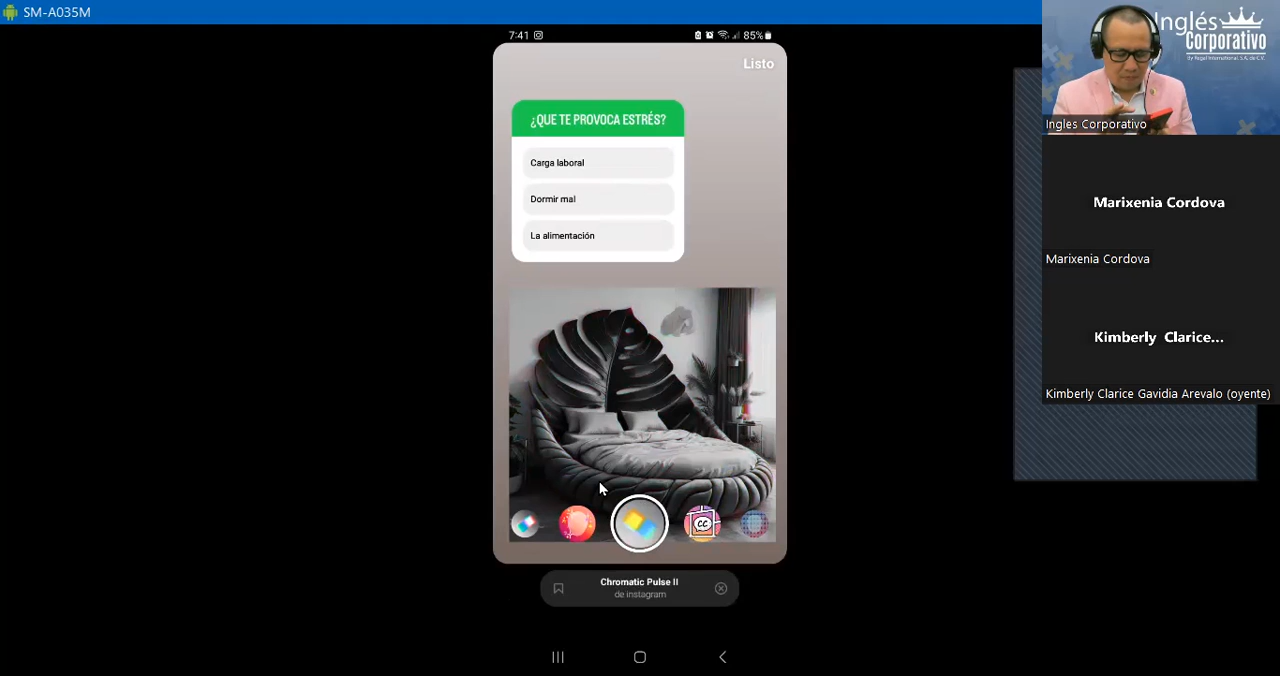 SM-A035M
7:41
85%
Listo
¿QUE TE PROVOCA ESTRÉS?
Carga laboral
Dormir mal
La alimentación
CC
Chromatic Pulse II
de instagram
Inglés
Corporativo
Ingles Corporativo
Marixenia Cordova
Marixenia Cordova
Kimberly Clarice...
Kimberly Clarice Gavidia Arevalo (oyente)